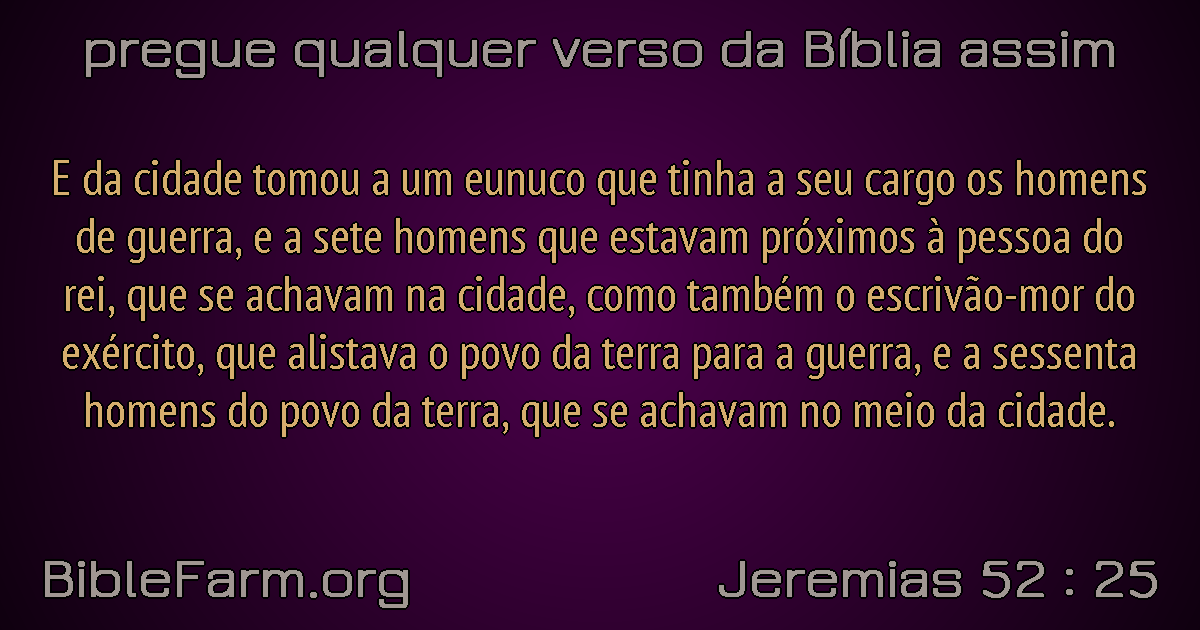 pregue qualquer verso da Bíblia assim
E da cidade tomou a um eunuco que tinha a seu cargo os homens
de guerra, e a sete homens que estavam próximos à pessoa do
rei, que se achavam na cidade, como também o escrivão-mor do
exército, que alistava o povo da terra para a guerra, e a sessenta
homens do povo da terra, que se achavam no meio da cidade.
BibleFarm.org
Jeremias 52 : 25